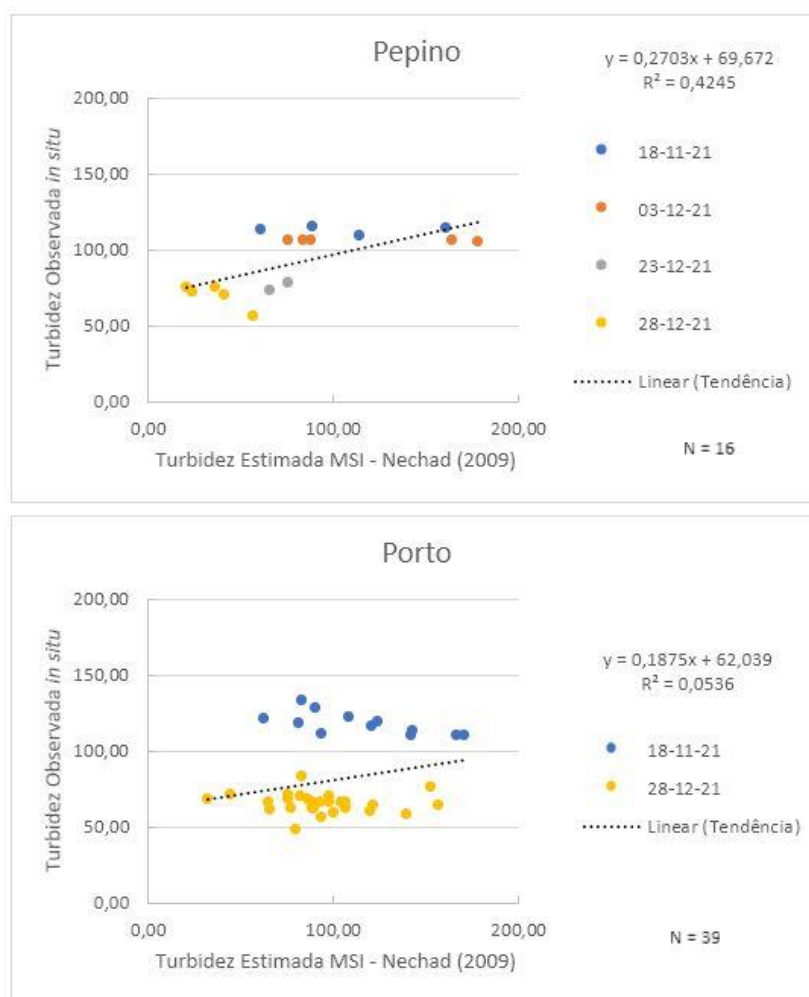 Pepino
y = 0,2703x + 69,672
R² = 0,4245
200,00
150,00
100,00
50,00
0,00
Turbidez Observada in situ
0,00
100,00
200,00
Turbidez Estimada MSI - Nechad (2009)
18-11-21
03-12-21
23-12-21
28-12-21
Linear (Tendência)
N = 16
Porto
y = 0,1875x + 62,039
R² = 0,0536
200,00
150,00
100,00
50,00
0,00
Turbidez Observada in situ
0,00
100,00
200,00
Turbidez Estimada MSI - Nechad (2009)
18-11-21
28-12-21
Linear (Tendência)
N = 39